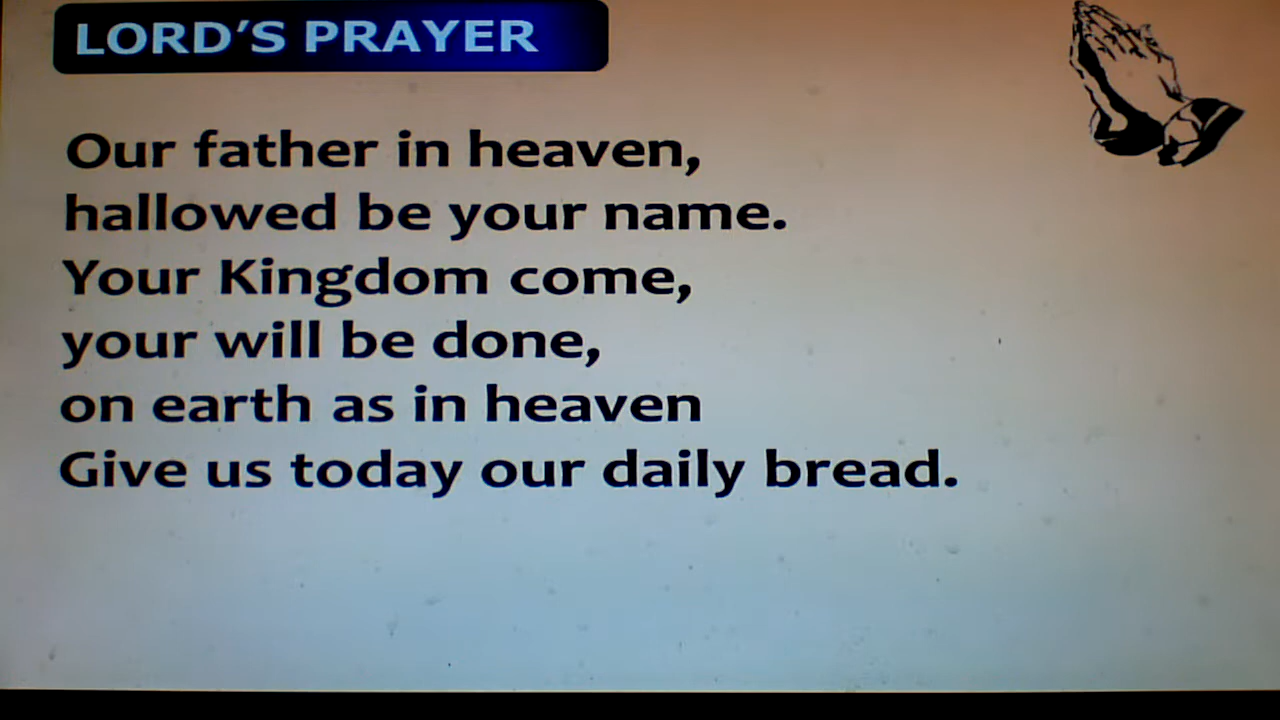 LORD'S PRAYER
Our father in heaven,
hallowed be your name.
Your Kingdom come,
your will be done,
on earth as in heaven
Give us today our daily bread.